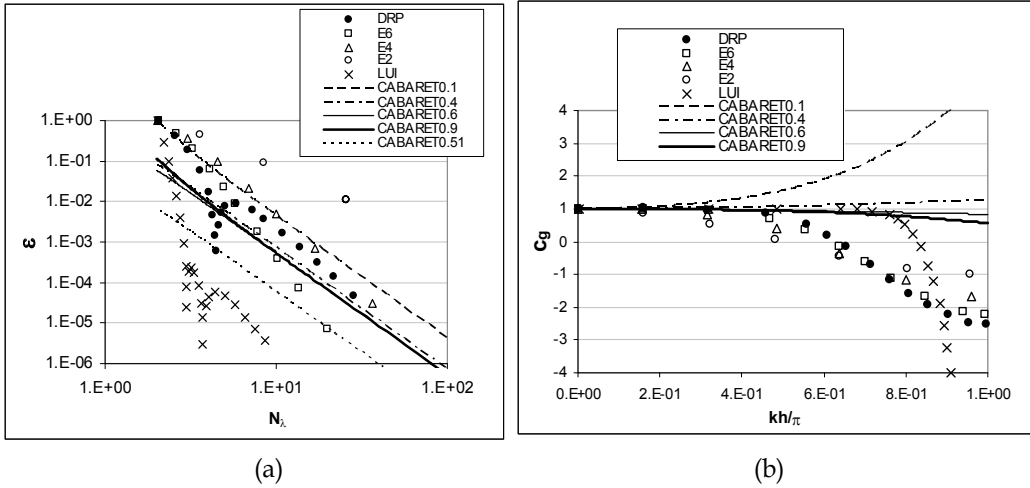 DRP
E6
E4
E2
LUI
CABARET0.1
CABARET0.4
CABARET0.6
CABARET0.9
CABARET0.51
1.E+00
1.E-01
1.E-02
1.E-03
1.E-04
1.E-05
1.E-06
ε
1.E+00 1.E+01 1.E+02
Nλ
(a)
DRP
E6
E4
E2
LUI
CABARET0.1
CABARET0.4
CABARET0.6
CABARET0.9
4
3
2
1
0
-1
-2
-3
-4
Cg
0.E+00 2.E-01 4.E-01 6.E-01 8.E-01 1.E+00
kh/π
(b)